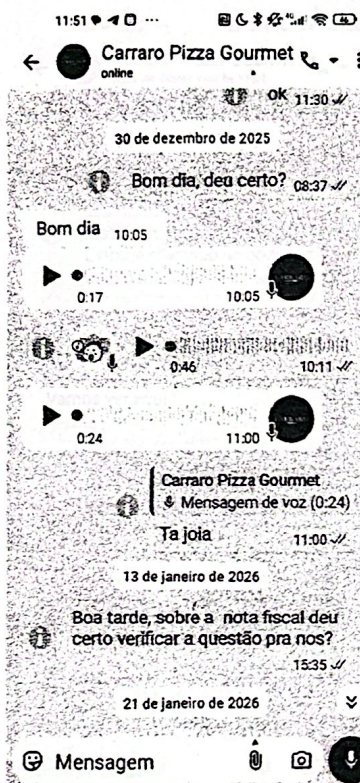 11:51
Carraro Pizza Gourmet
online
ok 11:30
30 de dezembro de 2025
Bom dia, deu certo? 08:37
Bom dia 10:05
0:17 10:05
0:46 10:11
0:24 11:00
Carraro Pizza Gourmet
Mensagem de voz (0:24)
Ta joia 11:00
13 de janeiro de 2026
Boa tarde, sobre a nota fiscal deu
certo verificar a questão pra nos?
15:35
21 de janeiro de 2026
Mensagem